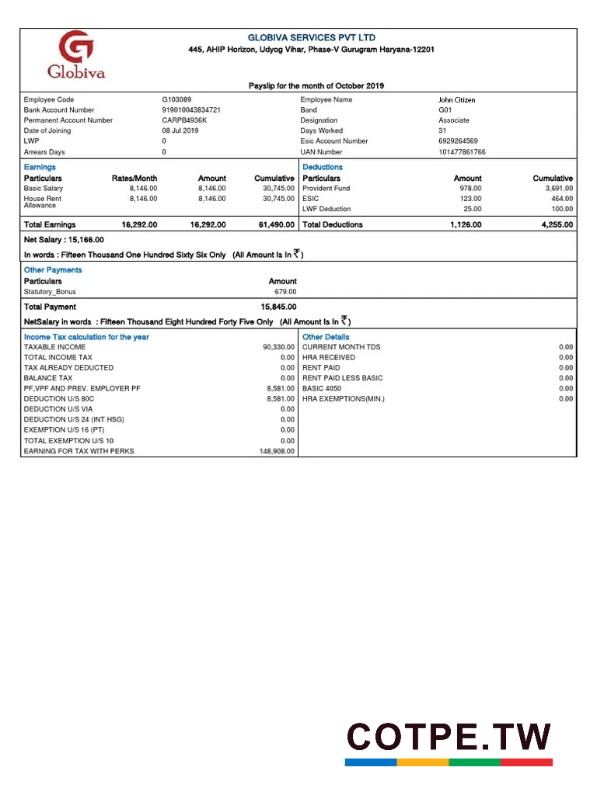 Globiva
GLOBIVA SERVICES PVT LTD
445, AHIP Horizon, Udyog Vihar, Phase-V Gurugram Haryana-12201
Payslip for the month of October 2019
Employee Code G103089 Employee Name John Citizen
Bank Account Number 919010043834721 Band G01
Permanent Account Number CARPB4936K Designation Associate
Date of Joining 08 Jul 2019 Days Worked 31
LWP 0 Esic Account Number 6929264569
Arrears Days 0 UAN Number 101477861766
Earnings Deductions
Particulars Rates/Month Amount Cumulative Particulars Amount Cumulative
Basic Salary 8,146.00 8,146.00 30,745.00 Provident Fund 978.00 3,691.00
House Rent 8,146.00 8,146.00 30,745.00 ESIC 123.00 464.00
Allowance LWF Deduction 25.00 100.00
Total Earnings 16,292.00 16,292.00 61,490.00 Total Deductions 1,126.00 4,255.00
Net Salary : 15,166.00
In words : Fifteen Thousand One Hundred Sixty Six Only (All Amount Is In ₹)
Other Payments
Particulars Amount
Statutory_Bonus 679.00
Total Payment 15,845.00
NetSalary in words : Fifteen Thousand Eight Hundred Forty Five Only (All Amount Is In ₹)
Income Tax calculation for the year Other Details
TAXABLE INCOME 90,330.00 CURRENT MONTH TDS 0.00
TOTAL INCOME TAX 0.00 HRA RECEIVED 0.00
TAX ALREADY DEDUCTED 0.00 RENT PAID 0.00
BALANCE TAX 0.00 RENT PAID LESS BASIC 0.00
PF,VPF AND PREV. EMPLOYER PF 8,581.00 BASIC 4050 0.00
DEDUCTION U/S 80C 8,581.00 HRA EXEMPTIONS(MIN.) 0.00
DEDUCTION U/S VIA 0.00
DEDUCTION U/S 24 (INT HSG) 0.00
EXEMPTION U/S 16 (PT) 0.00
TOTAL EXEMPTION U/S 10 0.00
EARNING FOR TAX WITH PERKS 148,908.00
COTPE.TW